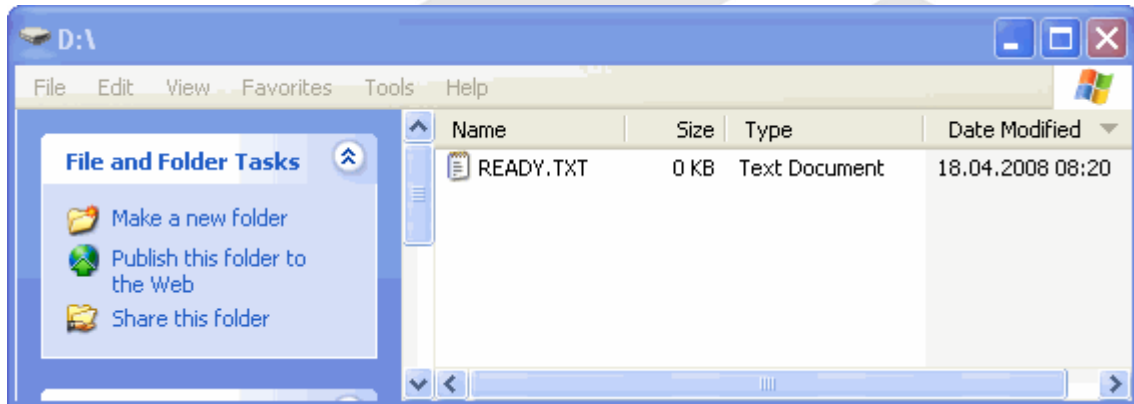 D:\
File Edit View Favorites Tools Help
File and Folder Tasks
Make a new folder
Publish this folder to
the Web
Share this folder
Name Size Type Date Modified
READY.TXT 0 KB Text Document 18.04.2008 08:20